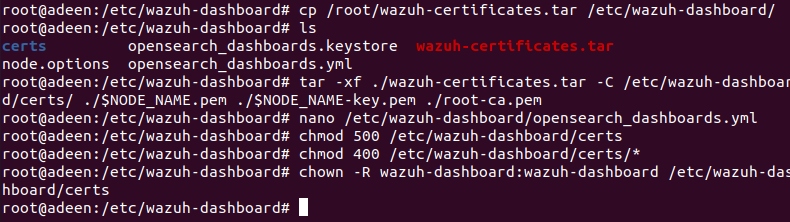 root@adeen:/etc/wazuh-dashboard# cp /root/wazuh-certificates.tar /etc/wazuh-dashboard/
root@adeen:/etc/wazuh-dashboard# ls
certs opensearch_dashboards.keystore wazuh-certificates.tar
node.options opensearch_dashboards.yml
root@adeen:/etc/wazuh-dashboard# tar -xf ./wazuh-certificates.tar -C /etc/wazuh-dashboar
d/certs/ ./$NODE_NAME.pem ./$NODE_NAME-key.pem ./root-ca.pem
root@adeen:/etc/wazuh-dashboard# nano /etc/wazuh-dashboard/opensearch_dashboards.yml
root@adeen:/etc/wazuh-dashboard# chmod 500 /etc/wazuh-dashboard/certs
root@adeen:/etc/wazuh-dashboard# chmod 400 /etc/wazuh-dashboard/certs/*
root@adeen:/etc/wazuh-dashboard# chown -R wazuh-dashboard:wazuh-dashboard /etc/wazuh-das
hboard/certs
root@adeen:/etc/wazuh-dashboard#